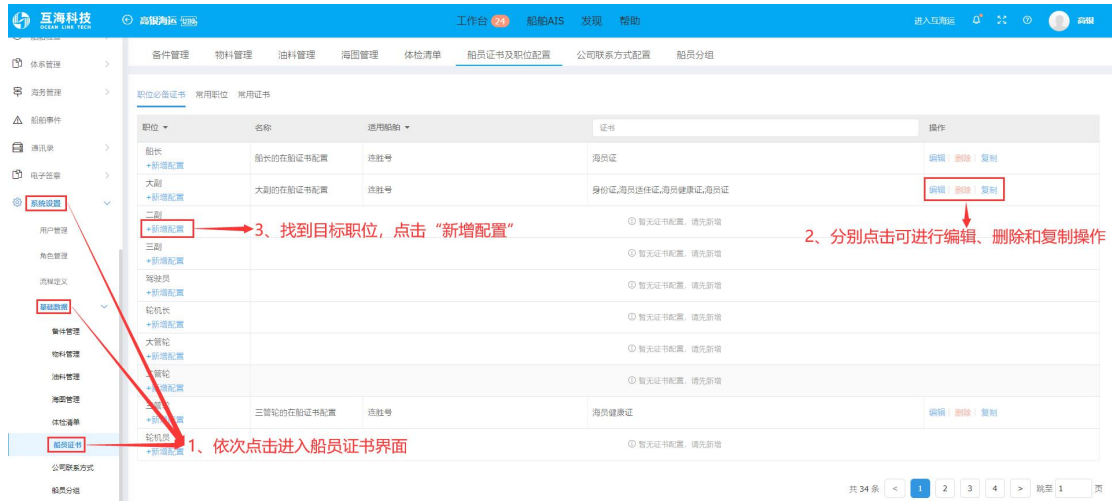 互海科技
OCEAN LINK TECH
高银海运 切换
工作台 24 船舶AIS 发现 帮助
进入互海运
高银
体系管理
海务管理
船舶事件
通讯录
电子签章
系统设置
用户管理
角色管理
流程定义
基础数据
备件管理
物料管理
油料管理
海图管理
体检清单
船员证书
公司联系方式
船员分组
备件管理 物料管理 油料管理 海图管理 体检清单 船员证书及职位配置 公司联系方式配置 船员分组
职位必备证书 常用职位 常用证书
职位 名称 适用船舶 证书 操作
船长
+新增配置
船长的在船证书配置 连胜号 海员证 编辑 删除 复制
大副
+新增配置
大副的在船证书配置 连胜号 身份证,海员适任证,海员健康证,海员证 编辑 删除 复制
二副
+新增配置
暂无证书配置，请先新增
三副
+新增配置
暂无证书配置，请先新增
驾驶员
+新增配置
暂无证书配置，请先新增
轮机长
+新增配置
暂无证书配置，请先新增
大管轮
+新增配置
暂无证书配置，请先新增
二管轮
+新增配置
暂无证书配置，请先新增
三管轮
+新增配置
三管轮的在船证书配置 连胜号 海员健康证 编辑 删除 复制
轮机员
+新增配置
暂无证书配置，请先新增
1、依次点击进入船员证书界面
2、分别点击可进行编辑、删除和复制操作
3、找到目标职位，点击“新增配置”
共 34 条 < 1 2 3 4 > 跳至 1 页